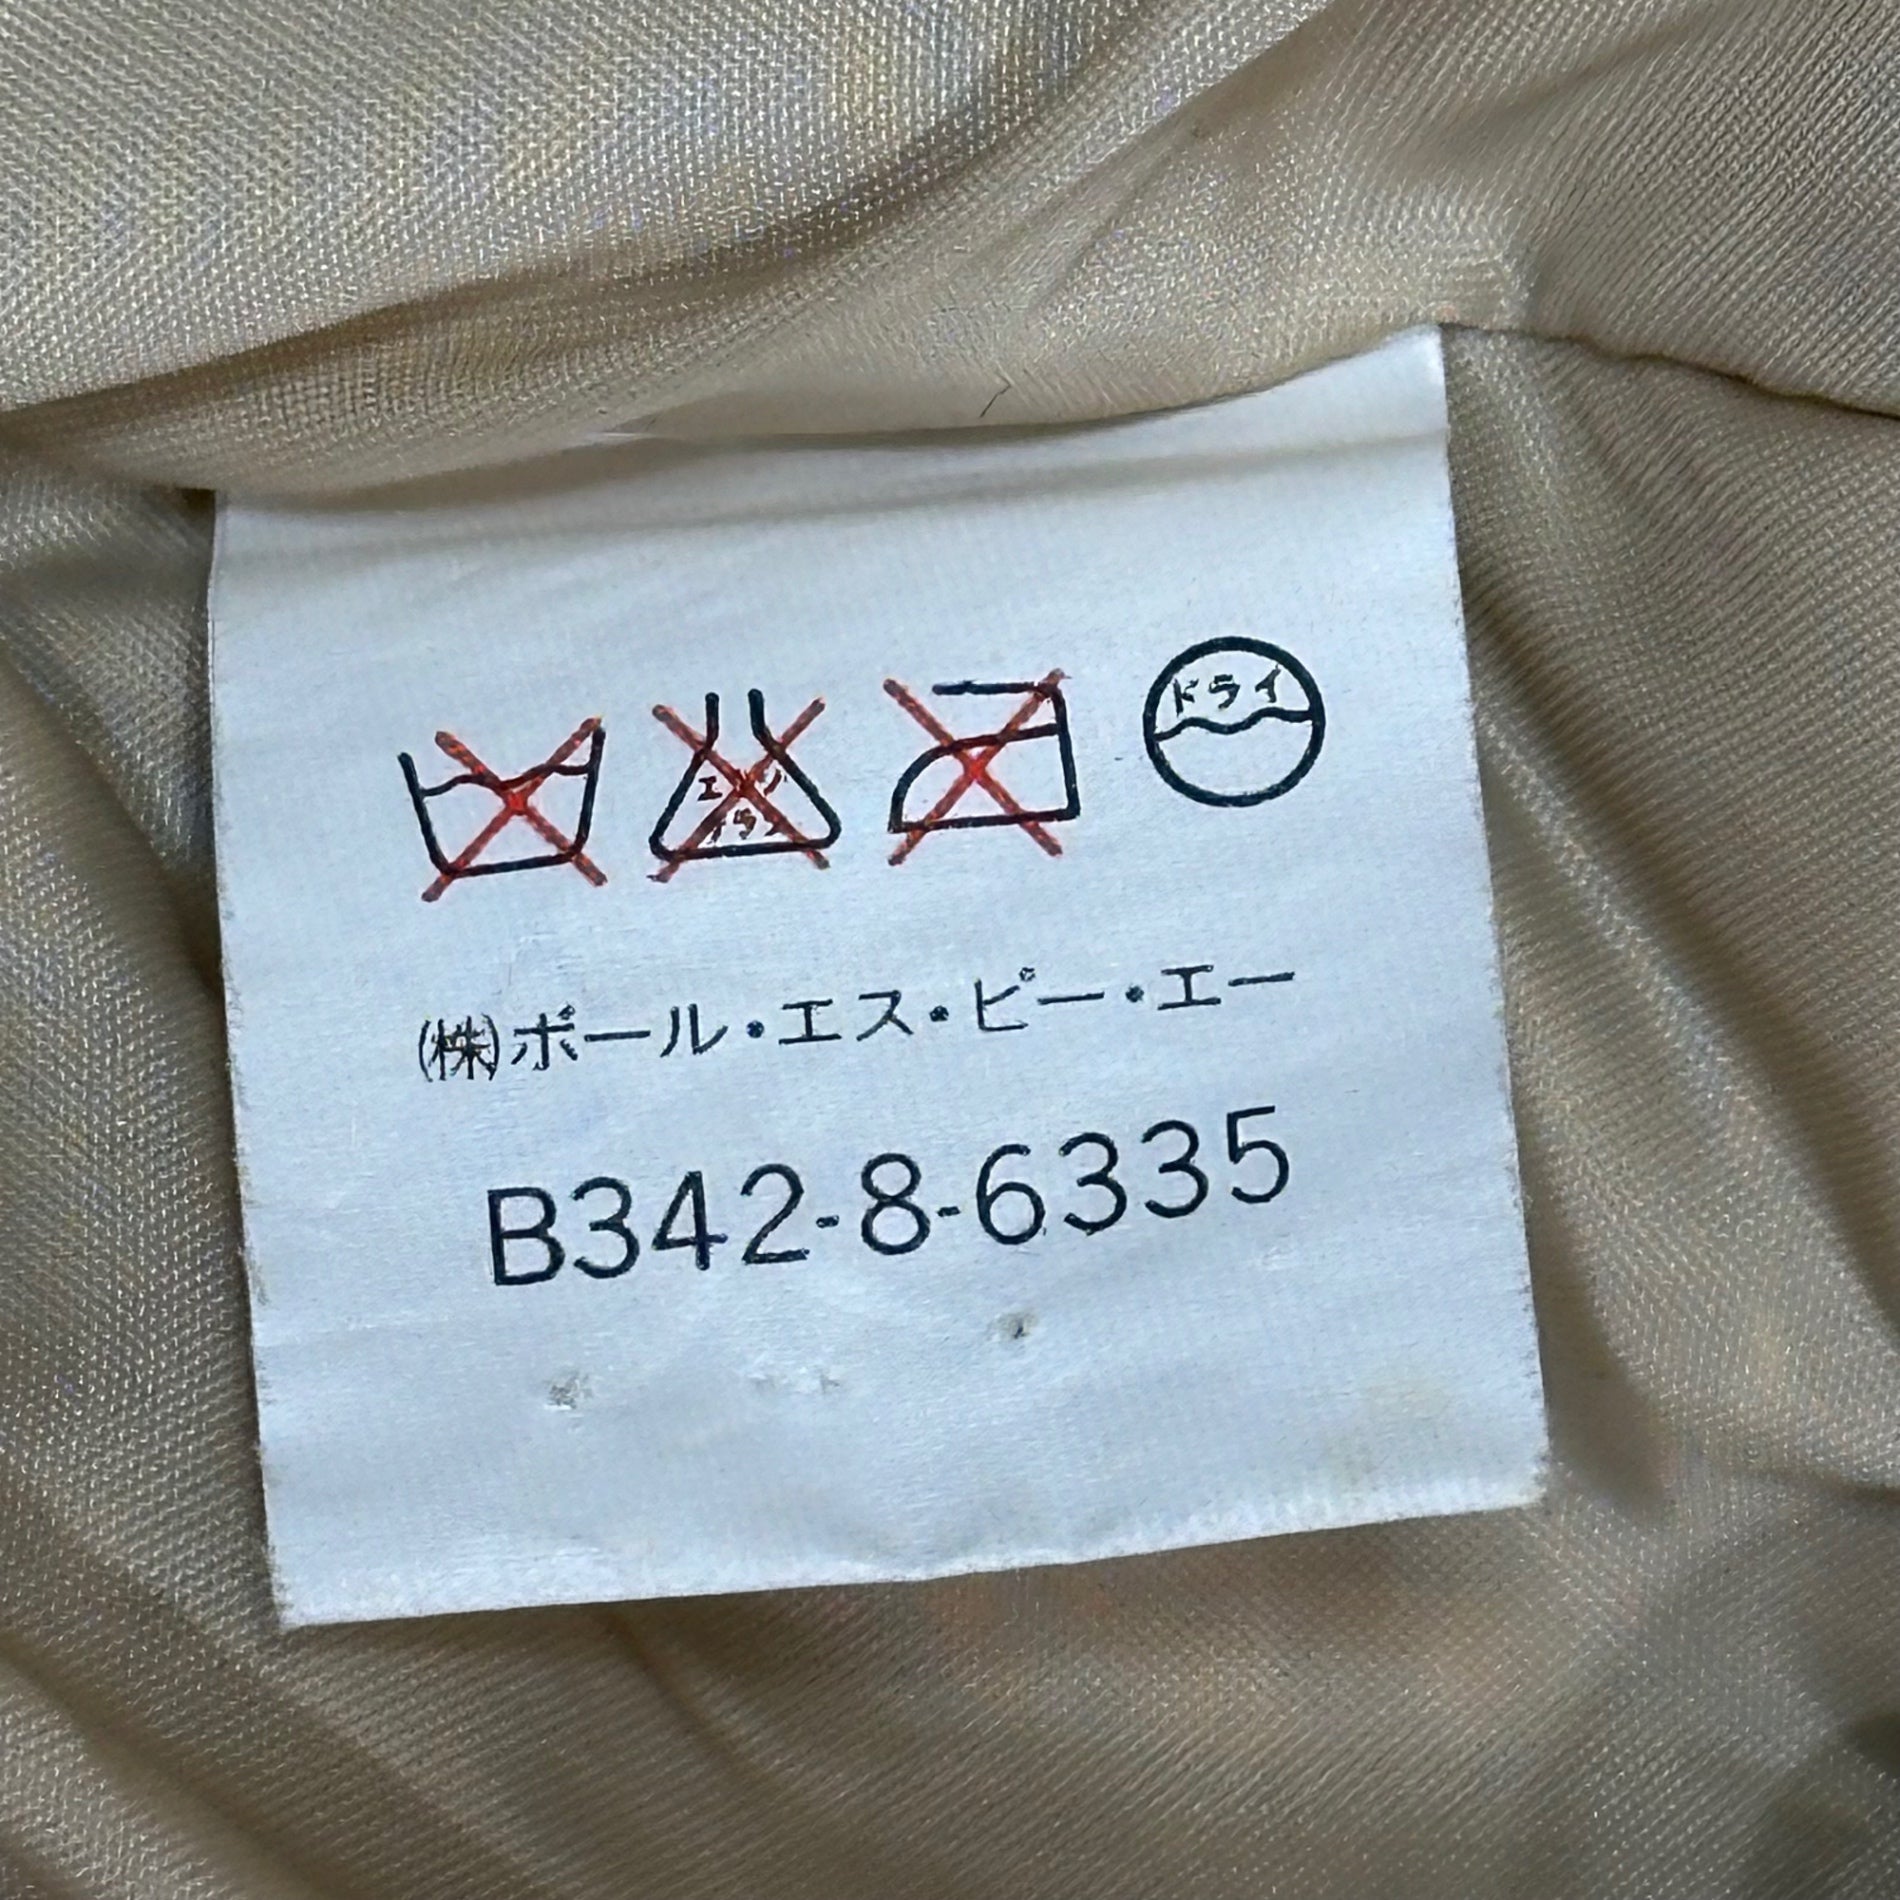 エンソ ドライ
サラシ
㈱ポール・エス・ピー・エー
B342-8-6335